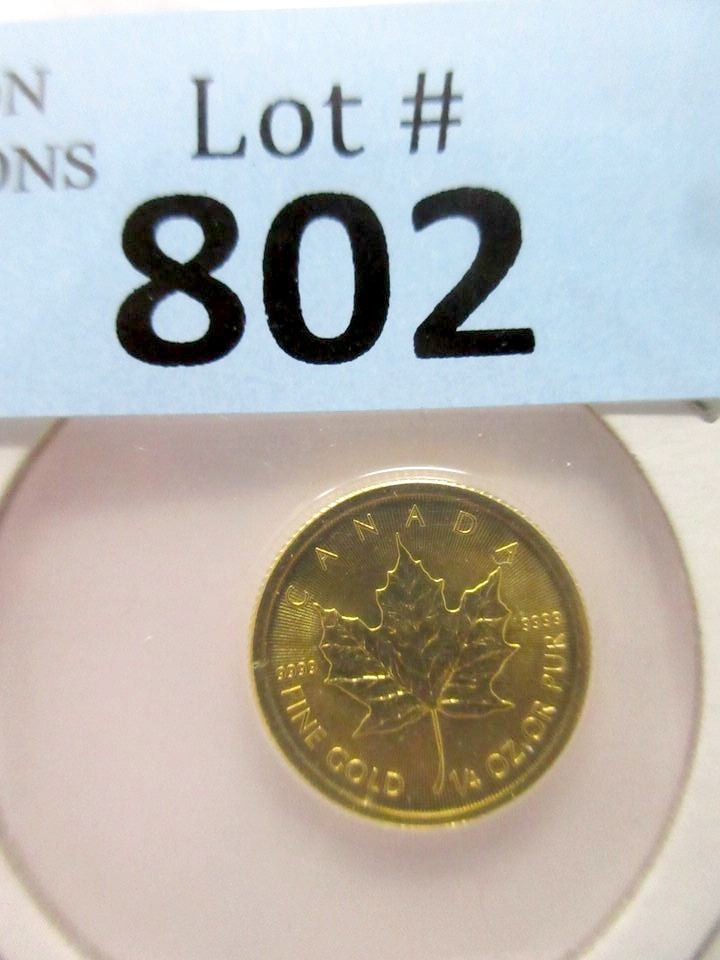 ON
ONS
Lot #
802
CANADA
9999
9999
FINE GOLD 1/4 OZ. OR PUR